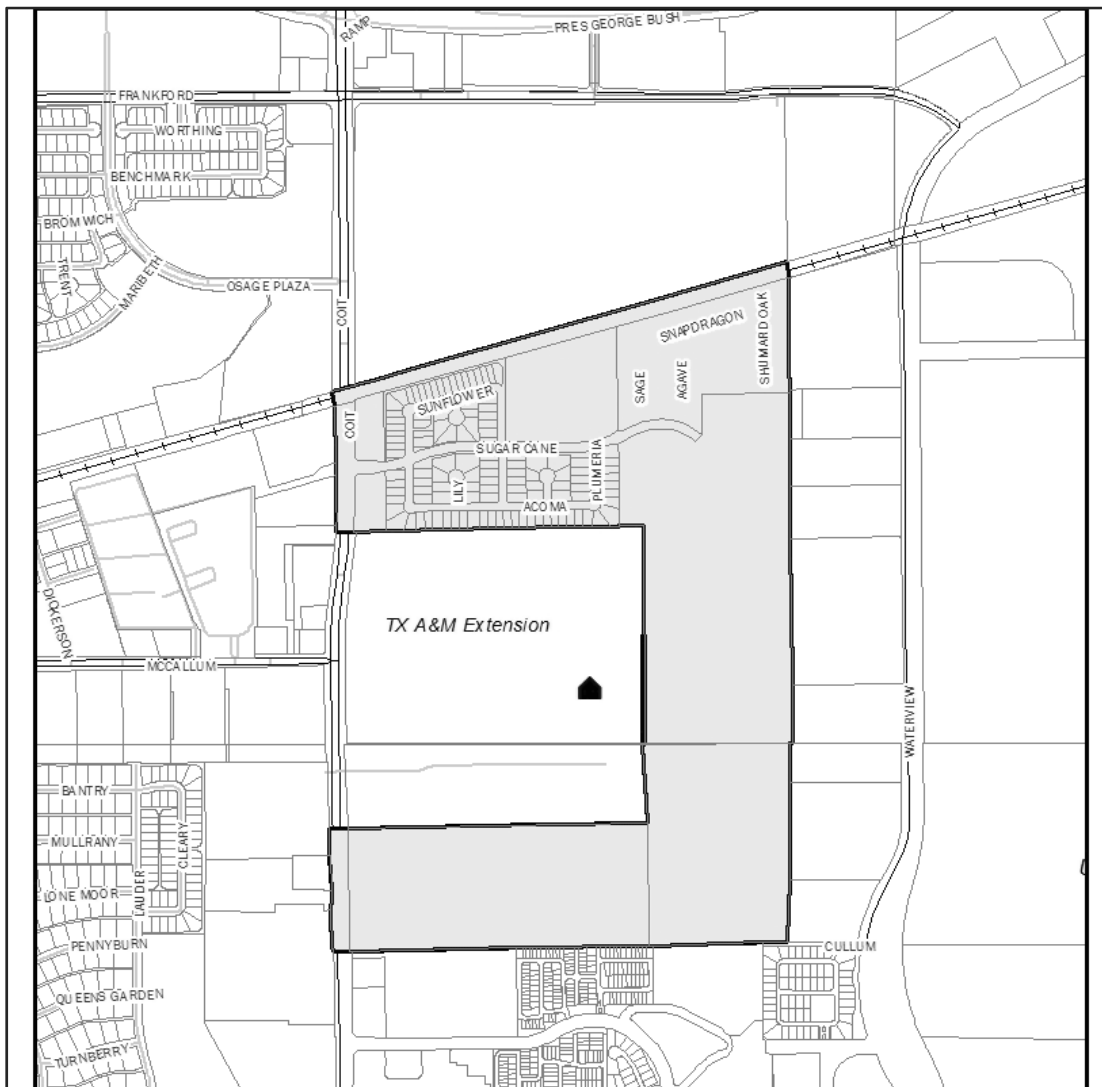 RAMP
PRES GEORGE BUSH
FRANKFORD
WORTHING
BENCHMARK
BROMWICH
TRENT
MARIBETH
OSAGE PLAZA
COIT
SNAPDRAGON
SHUMARD OAK
SAGE
AGAVE
SUNFLOWER
COIT
SUGAR CANE
PLUMERIA
LILY
ACOMA
DICKERSON
TX A&M Extension
MCCALLUM
WATERVIEW
BANTRY
MULLRANY
CLEARY
LAUDER
LONE MOOR
PENNYBURN
CULLUM
QUEENS GARDEN
TURNBERRY